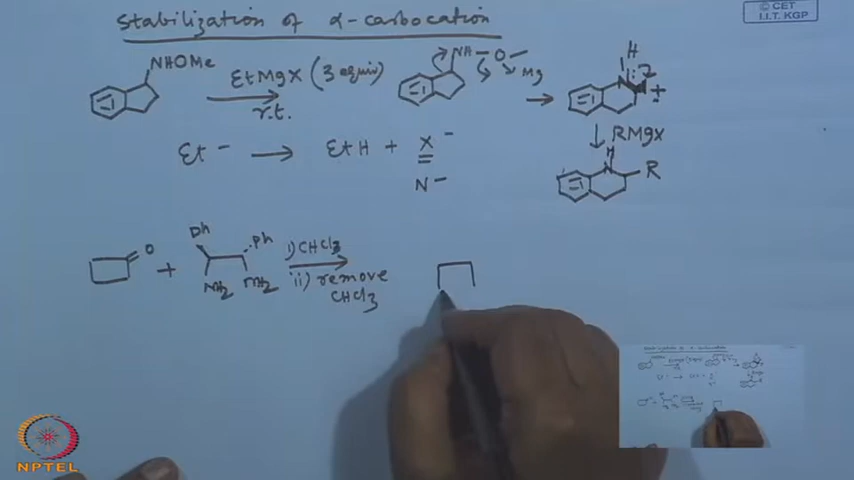 Stabilization of α-carbocation
© CET
I.I.T. KGP
NHOMe
EtMgX (3 equiv)
r.t.
NH-O
Mg
H
N
+
RMgX
H
N
R
Et⁻ → EtH + X⁻
N⁻
O
+
Ph
Ph
NH₂
NH₂
i) CHCl₃
ii) remove
CHCl₃
NPTEL